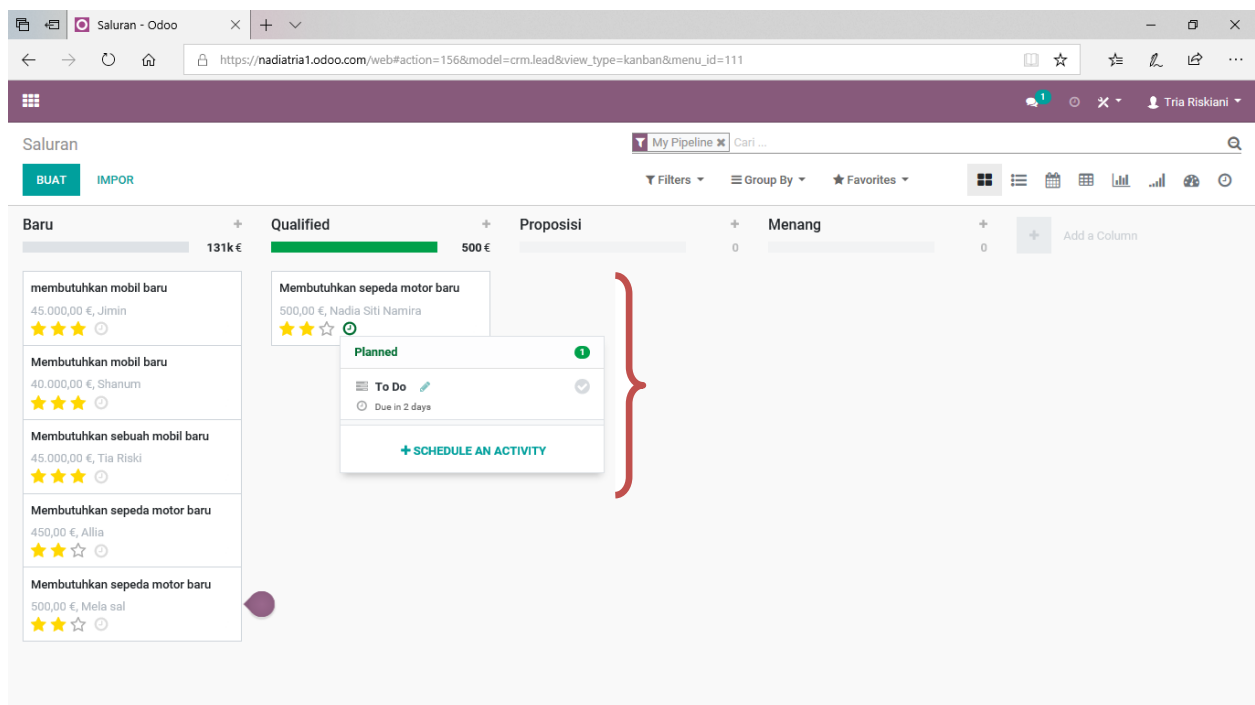 Saluran - Odoo
https://nadiatria1.odoo.com/web#action=156&model=crm.lead&view_type=kanban&menu_id=111
1
Tria Riskiani
Saluran
My Pipeline
Cari ...
BUAT
IMPOR
Filters
Group By
Favorites
Baru
131k €
Qualified
500 €
Proposisi
0
Menang
0
Add a Column
membutuhkan mobil baru
45.000,00 €, Jimin
Membutuhkan mobil baru
40.000,00 €, Shanum
Membutuhkan sebuah mobil baru
45.000,00 €, Tia Riski
Membutuhkan sepeda motor baru
450,00 €, Allia
Membutuhkan sepeda motor baru
500,00 €, Mela sal
Membutuhkan sepeda motor baru
500,00 €, Nadia Siti Namira
Planned
1
To Do
Due in 2 days
+ SCHEDULE AN ACTIVITY